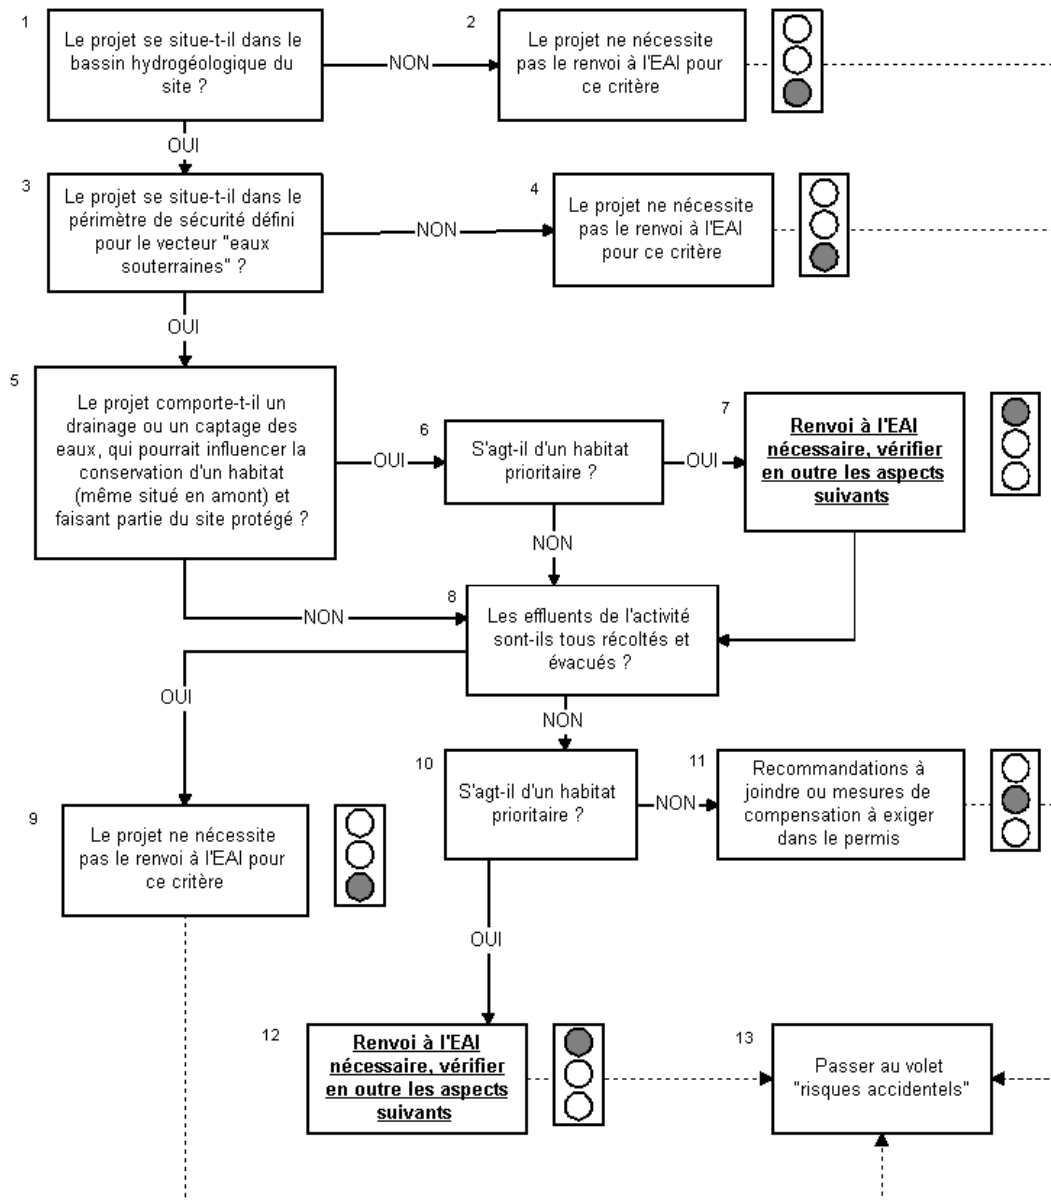 1
Le projet se situe-t-il dans le
bassin hydrogéologique du
site ?
NON
2
Le projet ne nécessite
pas le renvoi à l'EAI pour
ce critère
OUI
3
Le projet se situe-t-il dans le
périmètre de sécurité défini
pour le vecteur "eaux
souterraines" ?
NON
4
Le projet ne nécessite
pas le renvoi à l'EAI
pour ce critère
OUI
5
Le projet comporte-t-il un
drainage ou un captage des
eaux, qui pourrait influencer la
conservation d'un habitat
(même situé en amont) et
faisant partie du site protégé ?
OUI
6
S'agt-il d'un habitat
prioritaire ?
OUI
7
Renvoi à l'EAI
nécessaire, vérifier
en outre les aspects
suivants
NON
NON
8
Les effluents de l'activité
sont-ils tous récoltés et
évacués ?
OUI
NON
9
Le projet ne nécessite
pas le renvoi à l'EAI pour
ce critère
10
S'agt-il d'un habitat
prioritaire ?
NON
11
Recommandations à
joindre ou mesures de
compensation à exiger
dans le permis
OUI
12
Renvoi à l'EAI
nécessaire, vérifier
en outre les aspects
suivants
13
Passer au volet
"risques accidentels"